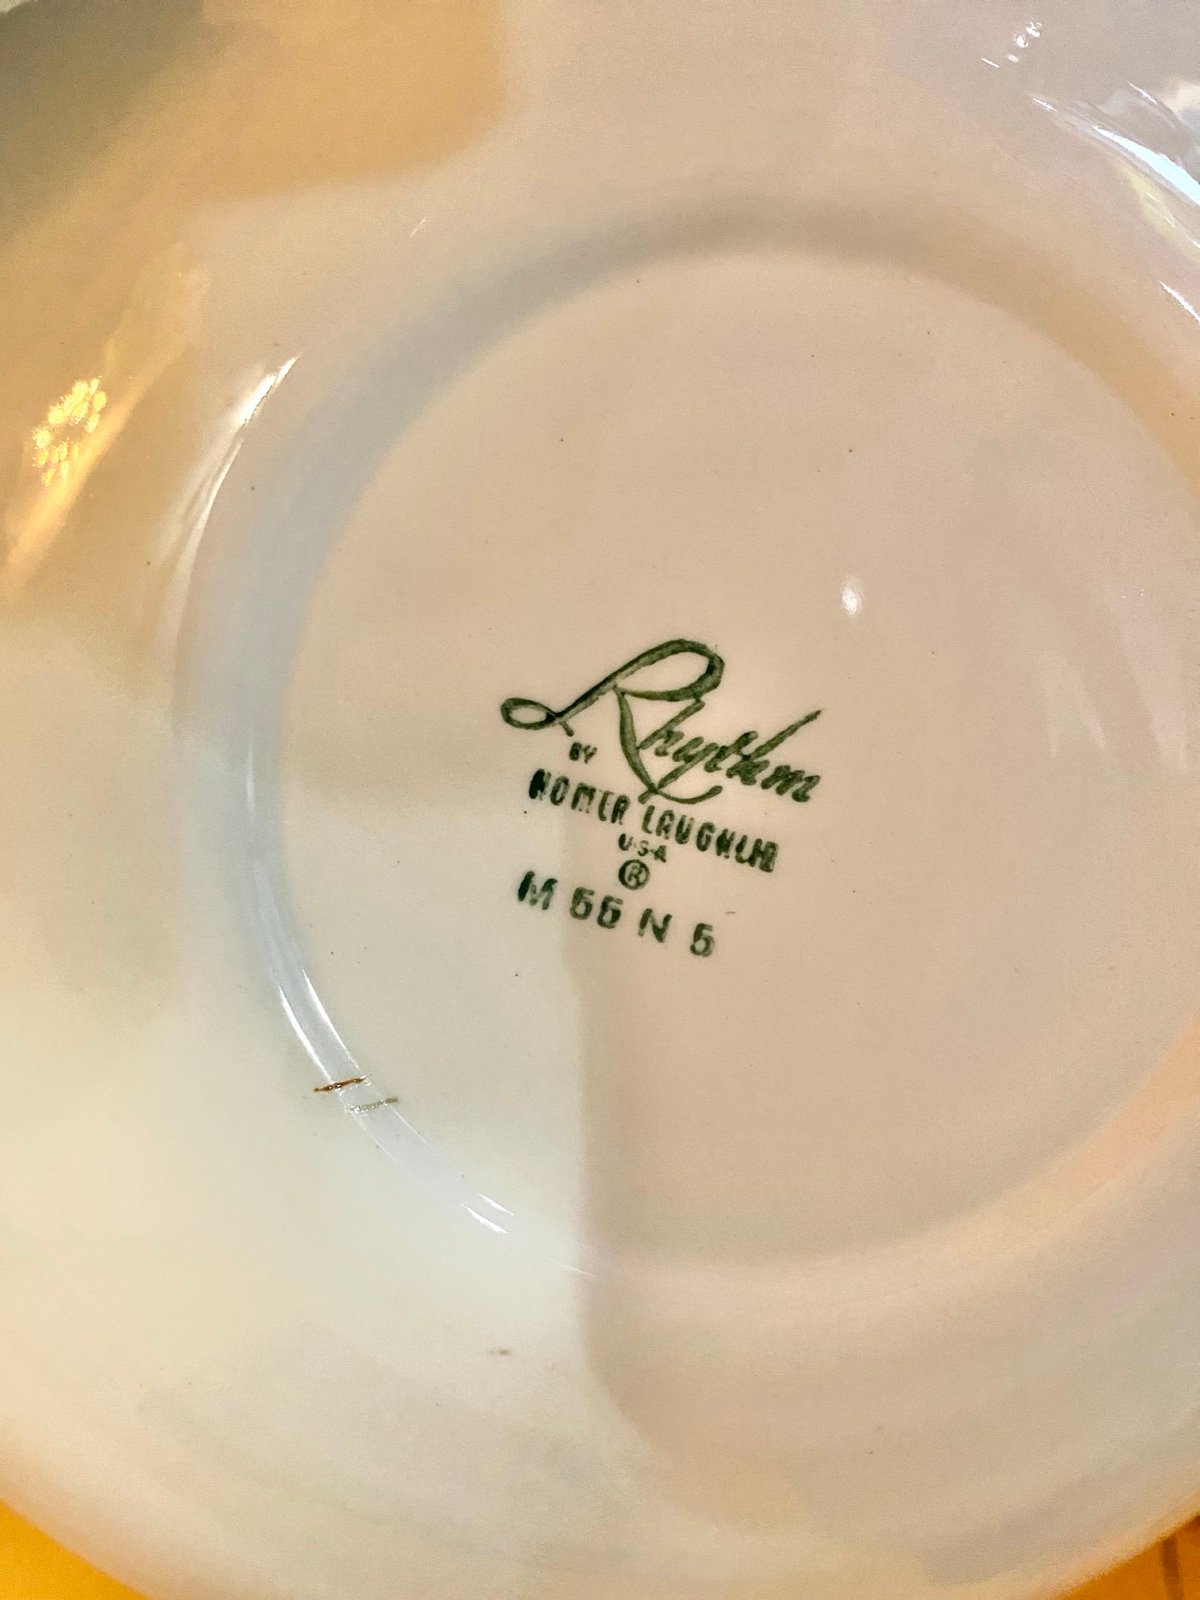 Rhythm
BY
HOMER LAUGHLIN
U·S·A
®
M 55 N 5